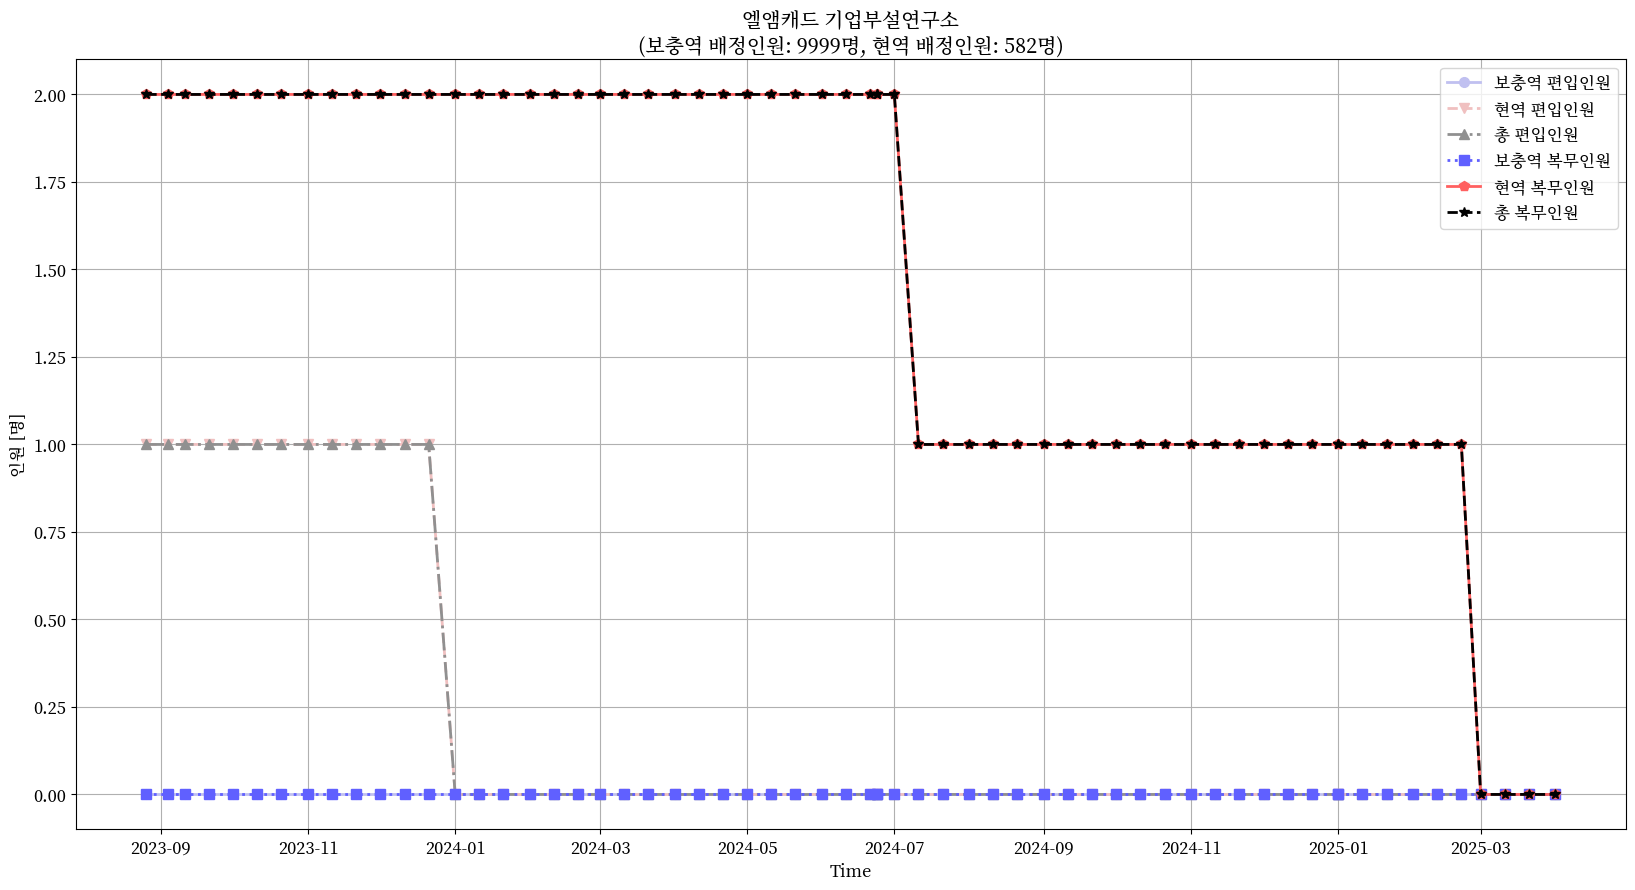 엘앰캐드 기업부설연구소
(보충역 배정인원: 9999명, 현역 배정인원: 582명)
2.00
1.75
1.50
1.25
1.00
0.75
0.50
0.25
0.00
인원 [명]
보충역 편입인원
현역 편입인원
총 편입인원
보충역 복무인원
현역 복무인원
총 복무인원
2023-09
2023-11
2024-01
2024-03
2024-05
2024-07
2024-09
2024-11
2025-01
2025-03
Time